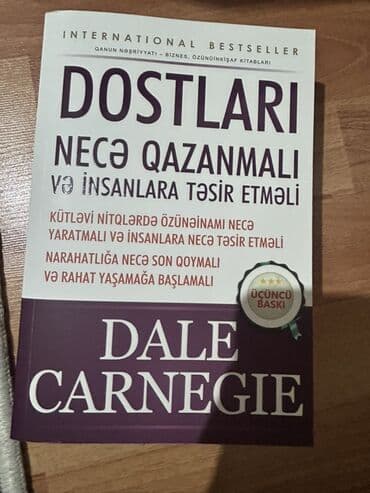 INTERNATIONAL BESTSELLER
QANUN NƏŞRİYYATI – BİZNES, ÖZÜNÜİNKİŞAF KİTABLARI
DOSTLARI
NECƏ QAZANMALI
VƏ İNSANLARA TƏSİR ETMƏLİ
KÜTLƏVİ NİTQLƏRDƏ ÖZÜNƏİNAMI NECƏ
YARATMALI VƏ İNSANLARA NECƏ TƏSİR ETMƏLİ
NARAHATLIĞA NECƏ SON QOYMALI
VƏ RAHAT YAŞAMAĞA BAŞLAMALI
ÜÇÜNCÜ
BASKI
DALE
CARNEGIE